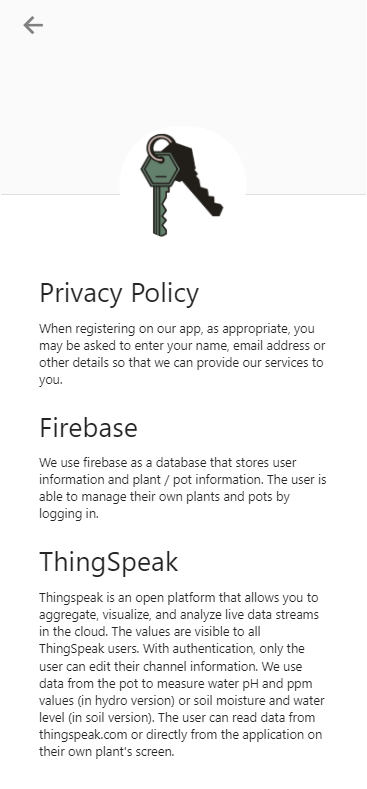 Privacy Policy
When registering on our app, as appropriate, you
may be asked to enter your name, email address or
other details so that we can provide our services to
you.
Firebase
We use firebase as a database that stores user
information and plant / pot information. The user is
able to manage their own plants and pots by
logging in.
ThingSpeak
Thingspeak is an open platform that allows you to
aggregate, visualize, and analyze live data streams
in the cloud. The values are visible to all
ThingSpeak users. With authentication, only the
user can edit their channel information. We use
data from the pot to measure water pH and ppm
values (in hydro version) or soil moisture and water
level (in soil version). The user can read data from
thingspeak.com or directly from the application on
their own plant's screen.